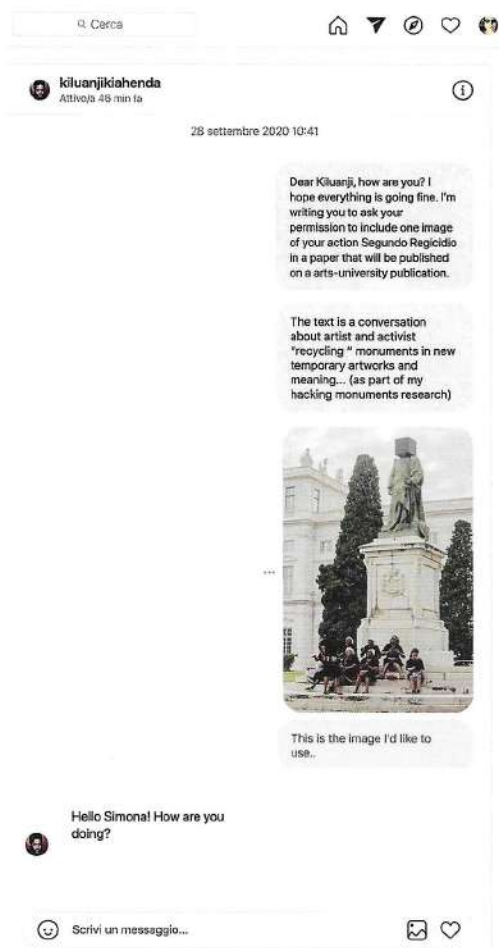 Cerca
kiluanjikiahenda
Attivo/a 46 min fa
28 settembre 2020 10:41
Dear Kiluanji, how are you? I
hope everything is going fine. I'm
writing you to ask your
permission to include one image
of your action Segundo Regicidio
in a paper that will be published
on a arts-university publication.
The text is a conversation
about artist and activist
"recycling " monuments in new
temporary artworks and
meaning... (as part of my
hacking monuments research)
This is the image I'd like to
use..
Hello Simona! How are you
doing?
Scrivi un messaggio...